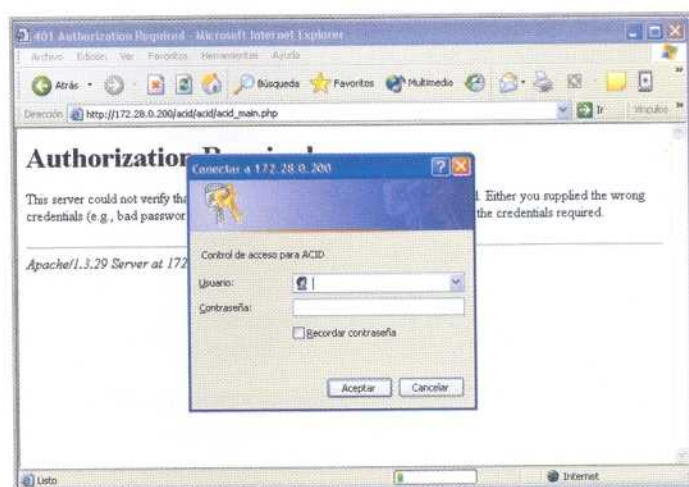 401 Authorization Required - Microsoft Internet Explorer
Archivo Edición Ver Favoritos Herramientas Ayuda
Atrás Búsqueda Favoritos Multimedia
Dirección http://172.28.0.200/acid/acid/acid_main.php Ir Vínculos
Authorization
This server could not verify tha
l. Either you supplied the wrong
credentials (e.g., bad passwor
the credentials required.
Apache/1.3.29 Server at 172
Conectar a 172.28.0.200
Control de acceso para ACID
Usuario:
Contraseña:
Recordar contraseña
Aceptar Cancelar
Listo Internet